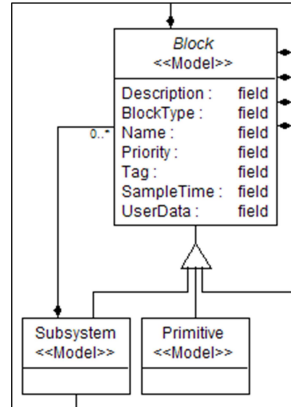 Block
<<Model>>
Description :    field
BlockType :    field
Name :    field
Priority :    field
Tag :    field
SampleTime :    field
UserData :    field
0..*
Subsystem
<<Model>>
Primitive
<<Model>>